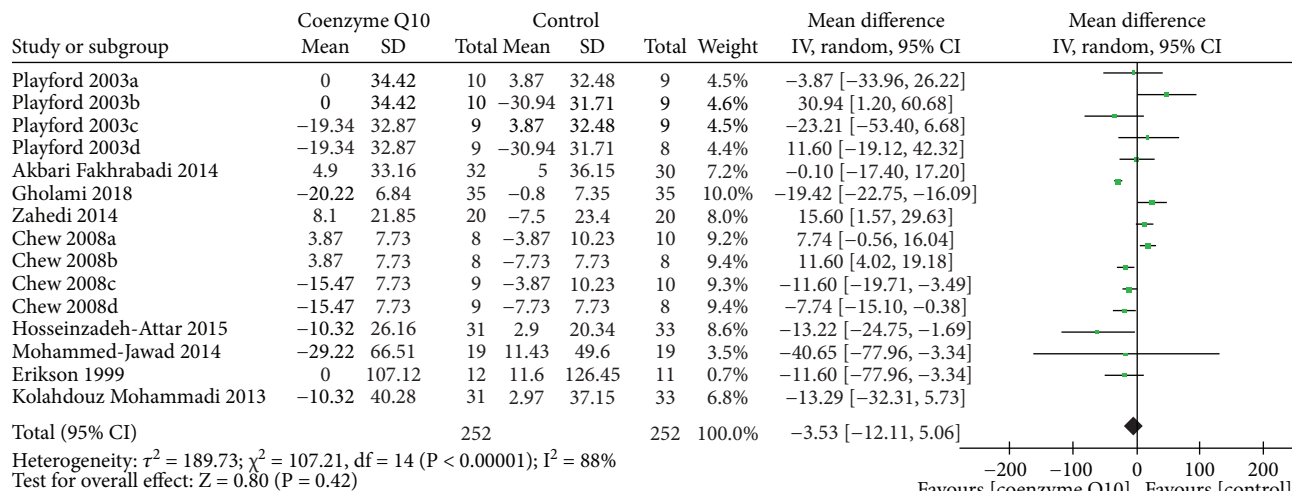 Coenzyme Q10 Control Mean difference Mean difference
Study or subgroup Mean SD Total Mean SD Total Weight IV, random, 95% CI IV, random, 95% CI
Playford 2003a 0 34.42 10 3.87 32.48 9 4.5% −3.87 [−33.96, 26.22]
Playford 2003b 0 34.42 10 −30.94 31.71 9 4.6% 30.94 [1.20, 60.68]
Playford 2003c −19.34 32.87 9 3.87 32.48 9 4.5% −23.21 [−53.40, 6.68]
Playford 2003d −19.34 32.87 9 −30.94 31.71 8 4.4% 11.60 [−19.12, 42.32]
Akbari Fakhrabadi 2014 4.9 33.16 32 5 36.15 30 7.2% −0.10 [−17.40, 17.20]
Gholami 2018 −20.22 6.84 35 −0.8 7.35 35 10.0% −19.42 [−22.75, −16.09]
Zahedi 2014 8.1 21.85 20 −7.5 23.4 20 8.0% 15.60 [1.57, 29.63]
Chew 2008a 3.87 7.73 8 −3.87 10.23 10 9.2% 7.74 [−0.56, 16.04]
Chew 2008b 3.87 7.73 8 −7.73 7.73 8 9.4% 11.60 [4.02, 19.18]
Chew 2008c −15.47 7.73 9 −3.87 10.23 10 9.3% −11.60 [−19.71, −3.49]
Chew 2008d −15.47 7.73 9 −7.73 7.73 8 9.4% −7.74 [−15.10, −0.38]
Hosseinzadeh-Attar 2015 −10.32 26.16 31 2.9 20.34 33 8.6% −13.22 [−24.75, −1.69]
Mohammed-Jawad 2014 −29.22 66.51 19 11.43 49.6 19 3.5% −40.65 [−77.96, −3.34]
Erikson 1999 0 107.12 12 11.6 126.45 11 0.7% −11.60 [−77.96, −3.34]
Kolahdouz Mohammadi 2013 −10.32 40.28 31 2.97 37.15 33 6.8% −13.29 [−32.31, 5.73]
Total (95% CI) 252 252 100.0% −3.53 [−12.11, 5.06]
Heterogeneity: τ² = 189.73; χ² = 107.21, df = 14 (P < 0.00001); I² = 88%
Test for overall effect: Z = 0.80 (P = 0.42)
−200 −100 0 100 200
Favours [coenzyme Q10] Favours [control]